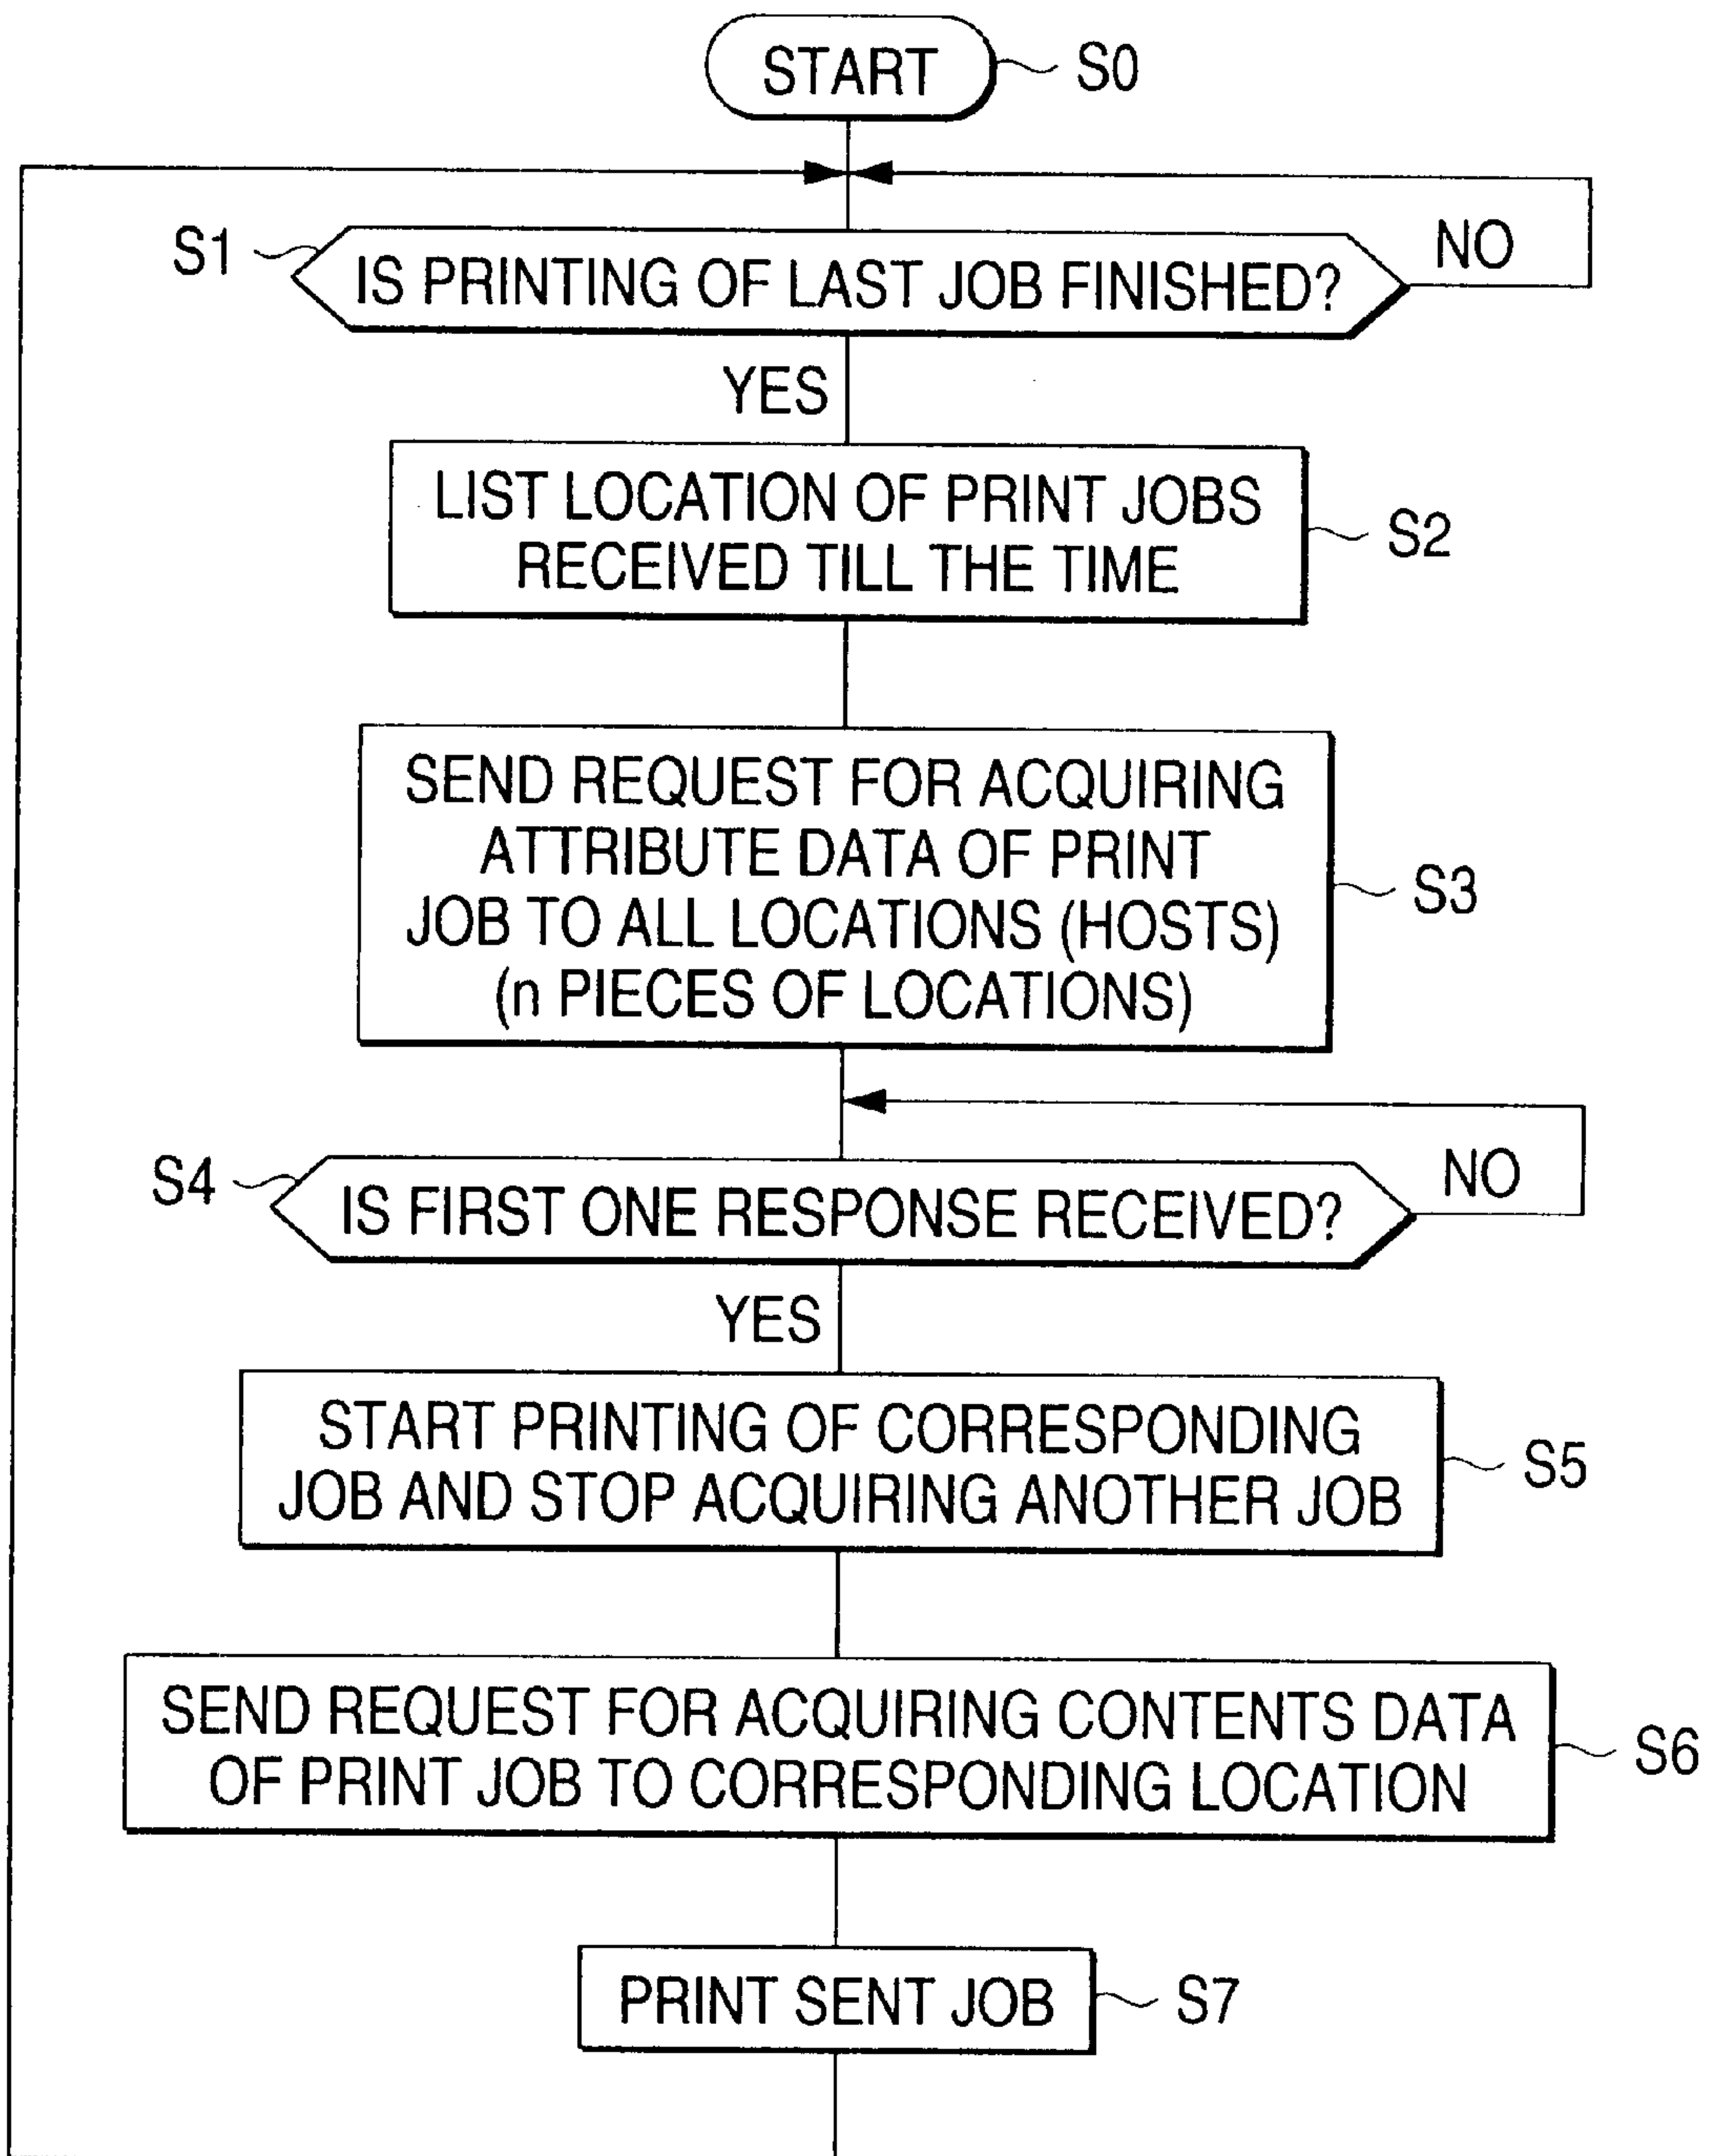 START
S0
S1
IS PRINTING OF LAST JOB FINISHED?
NO
YES
LIST LOCATION OF PRINT JOBS
RECEIVED TILL THE TIME
S2
SEND REQUEST FOR ACQUIRING
ATTRIBUTE DATA OF PRINT
JOB TO ALL LOCATIONS (HOSTS)
(n PIECES OF LOCATIONS)
S3
S4
IS FIRST ONE RESPONSE RECEIVED?
NO
YES
START PRINTING OF CORRESPONDING
JOB AND STOP ACQUIRING ANOTHER JOB
S5
SEND REQUEST FOR ACQUIRING CONTENTS DATA
OF PRINT JOB TO CORRESPONDING LOCATION
S6
PRINT SENT JOB
S7